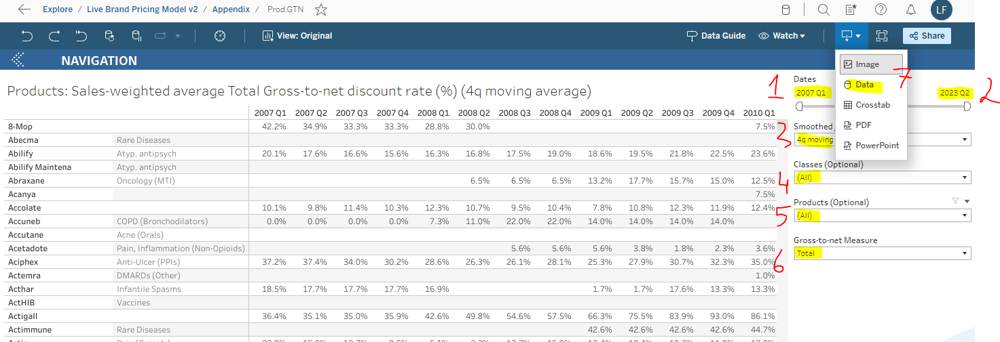 Explore / Live Brand Pricing Model v2 / Appendix / Prod.GTN
LF
View: Original
Data Guide
Watch
Share
NAVIGATION
Image
Data
Crosstab
PDF
PowerPoint
7
Products: Sales-weighted average Total Gross-to-net discount rate (%) (4q moving average)
1
Dates
2007 Q1
2023 Q2
2
3
Smoothed
4q moving
4
Classes (Optional)
(All)
5
Products (Optional)
(All)
6
Gross-to-net Measure
Total
2007 Q1 2007 Q2 2007 Q3 2007 Q4 2008 Q1 2008 Q2 2008 Q3 2008 Q4 2009 Q1 2009 Q2 2009 Q3 2009 Q4 2010 Q1
8-Mop 42.2% 34.9% 33.3% 33.3% 28.8% 30.0% 7.5%
Abecma Rare Diseases
Abilify Atyp. antipsych 20.1% 17.6% 16.6% 15.6% 16.3% 16.8% 17.5% 19.0% 18.6% 19.5% 21.8% 22.5% 23.6%
Abilify Maintena Atyp. antipsych
Abraxane Oncology (MTI) 6.5% 6.5% 6.5% 13.2% 17.7% 15.7% 15.0% 12.5%
Acanya 7.5%
Accolate 10.1% 9.8% 11.4% 10.3% 12.3% 10.7% 9.5% 10.4% 7.8% 10.8% 12.3% 11.9% 12.4%
Accuneb COPD (Bronchodilators) 0.0% 0.0% 0.0% 0.0% 7.3% 11.0% 22.0% 22.0% 14.0% 14.0% 14.0% 14.0%
Accutane Acne (Orals)
Acetadote Pain, Inflammation (Non-Opioids) 5.6% 5.6% 5.6% 3.8% 1.8% 2.3% 3.6%
Aciphex Anti-Ulcer (PPIs) 37.2% 37.4% 34.0% 30.2% 28.6% 26.3% 26.1% 28.1% 25.3% 27.9% 30.7% 32.3% 35.0%
Actemra DMARDs (Other) 1.0%
Acthar Infantile Spasms 18.5% 17.7% 17.7% 17.7% 16.9% 1.7% 1.7% 17.6% 13.3% 13.3%
ActHIB Vaccines
Actigall 36.4% 35.1% 35.0% 35.9% 42.6% 49.8% 54.6% 57.5% 66.3% 75.5% 83.9% 93.0% 86.1%
Actimmune Rare Diseases 42.6% 42.6% 42.6% 42.6% 44.7%